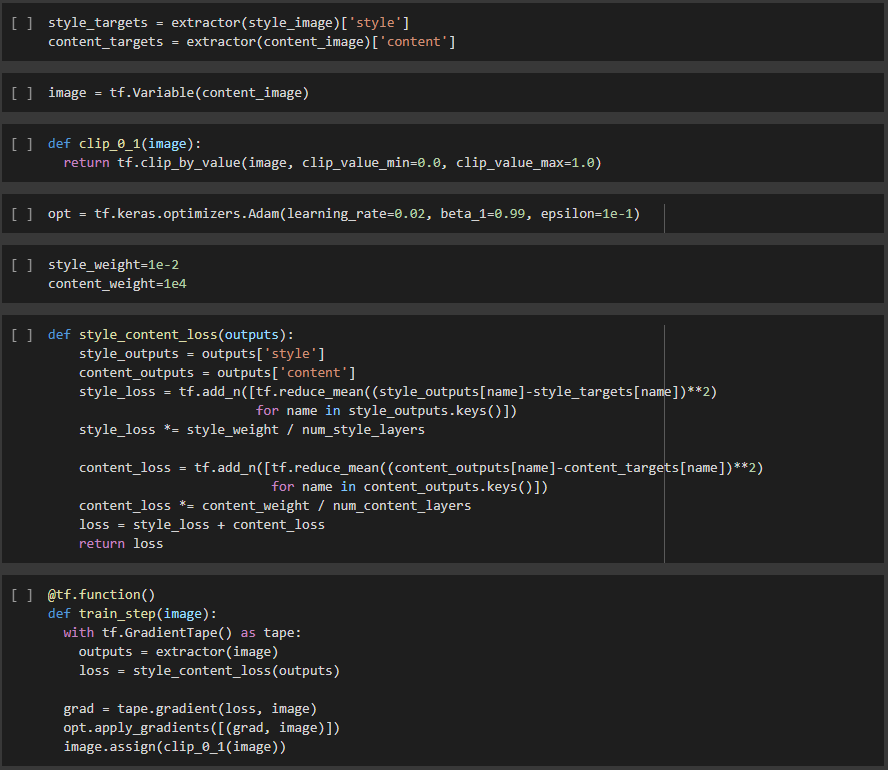 [ ] style_targets = extractor(style_image)['style']
content_targets = extractor(content_image)['content']
[ ] image = tf.Variable(content_image)
[ ] def clip_0_1(image):
  return tf.clip_by_value(image, clip_value_min=0.0, clip_value_max=1.0)
[ ] opt = tf.keras.optimizers.Adam(learning_rate=0.02, beta_1=0.99, epsilon=1e-1)
[ ] style_weight=1e-2
content_weight=1e4
[ ] def style_content_loss(outputs):
    style_outputs = outputs['style']
    content_outputs = outputs['content']
    style_loss = tf.add_n([tf.reduce_mean((style_outputs[name]-style_targets[name])**2)
                           for name in style_outputs.keys()])
    style_loss *= style_weight / num_style_layers
    content_loss = tf.add_n([tf.reduce_mean((content_outputs[name]-content_targets[name])**2)
                             for name in content_outputs.keys()])
    content_loss *= content_weight / num_content_layers
    loss = style_loss + content_loss
    return loss
[ ] @tf.function()
def train_step(image):
  with tf.GradientTape() as tape:
    outputs = extractor(image)
    loss = style_content_loss(outputs)
  grad = tape.gradient(loss, image)
  opt.apply_gradients([(grad, image)])
  image.assign(clip_0_1(image))